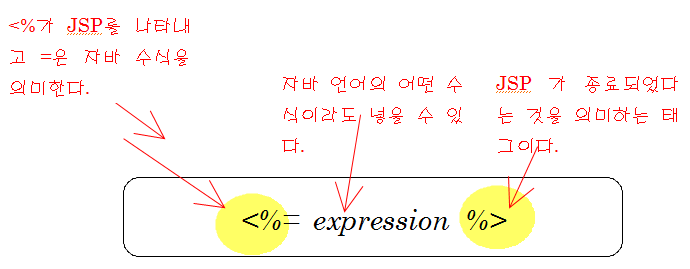 <%가 JSP를 나타내
고 =은 자바 수식을
의미한다.
자바 언어의 어떤 수
식이라도 넣을 수 있
다.
JSP 가 종료되었다
는 것을 의미하는 태
그이다.
<%= expression %>